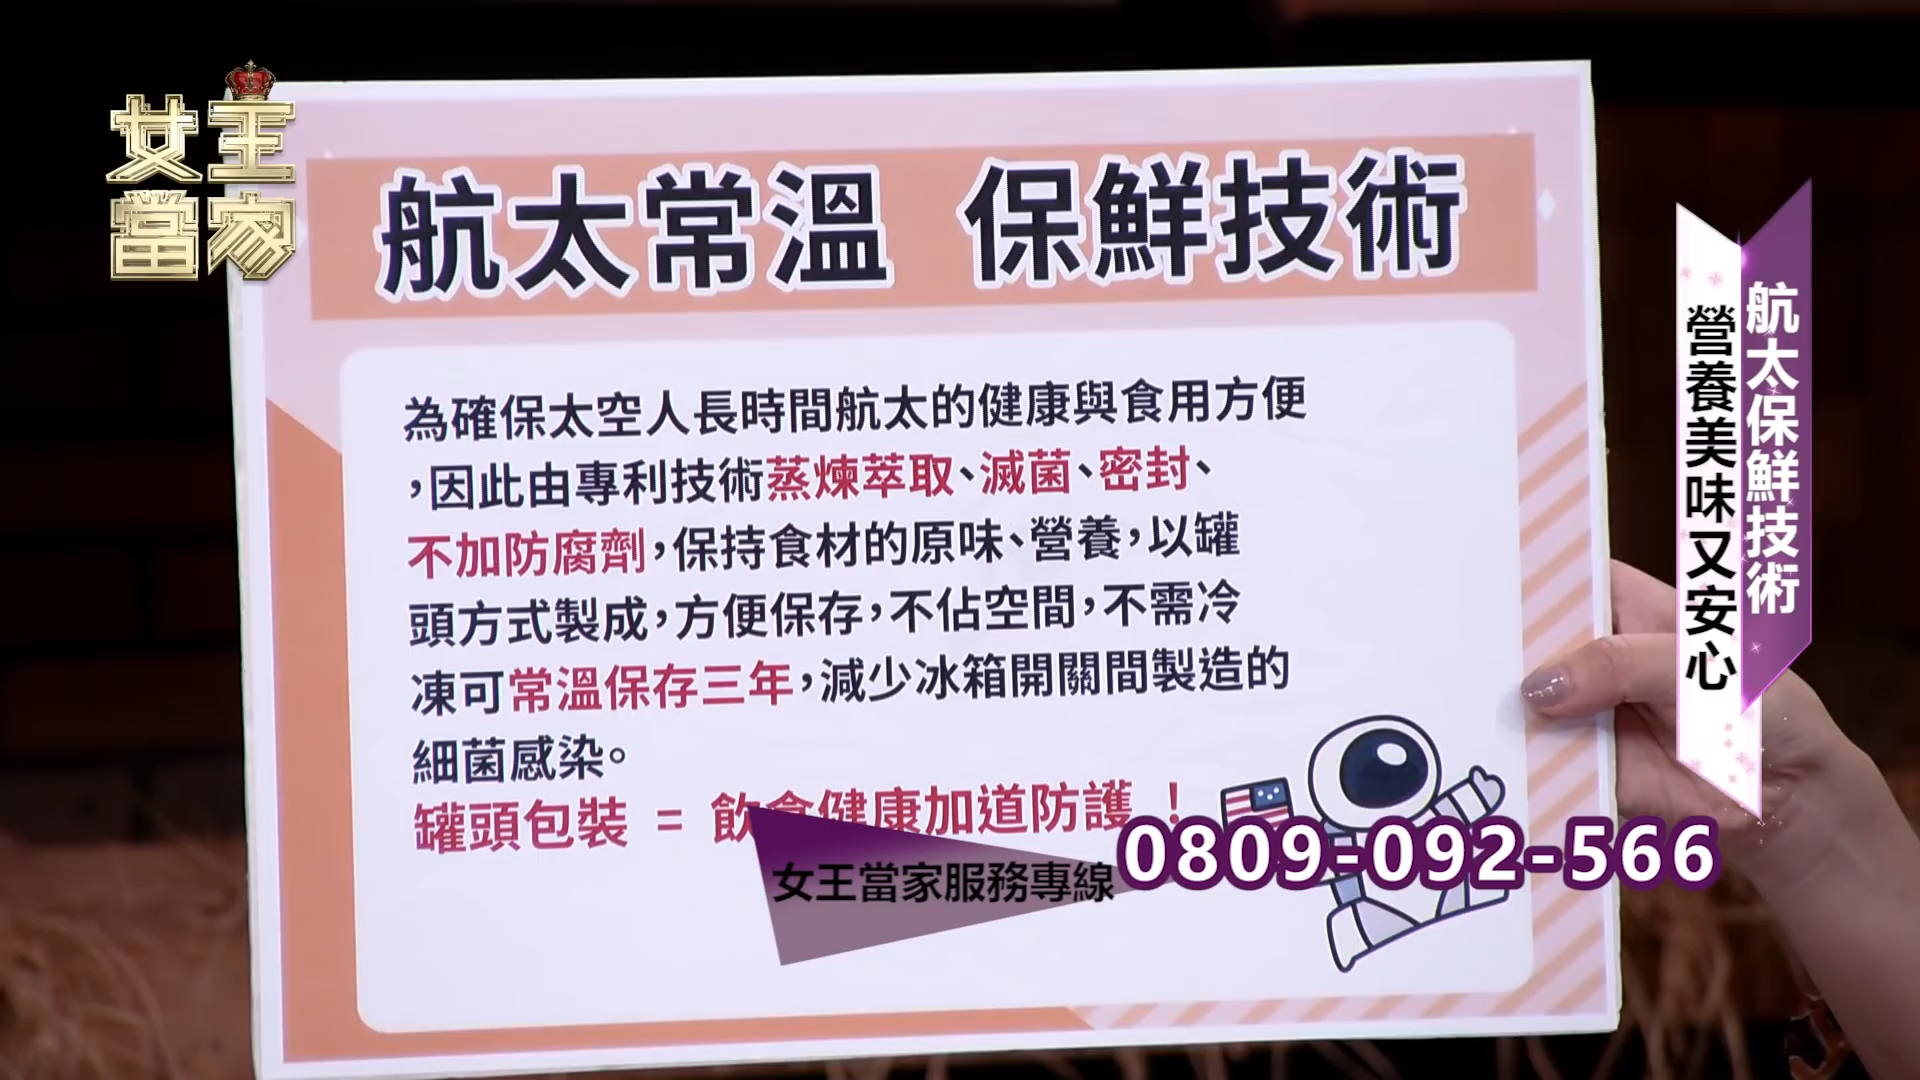 女王
當家
航太常溫 保鮮技術
為確保太空人長時間航太的健康與食用方便
，因此由專利技術蒸煉萃取、滅菌、密封、
不加防腐劑，保持食材的原味、營養，以罐
頭方式製成，方便保存，不佔空間，不需冷
凍可常溫保存三年，減少冰箱開關間製造的
細菌感染。
罐頭包裝 = 飲食健康加道防護！
女王當家服務專線
0809-092-566
航太保鮮技術
營養美味又安心